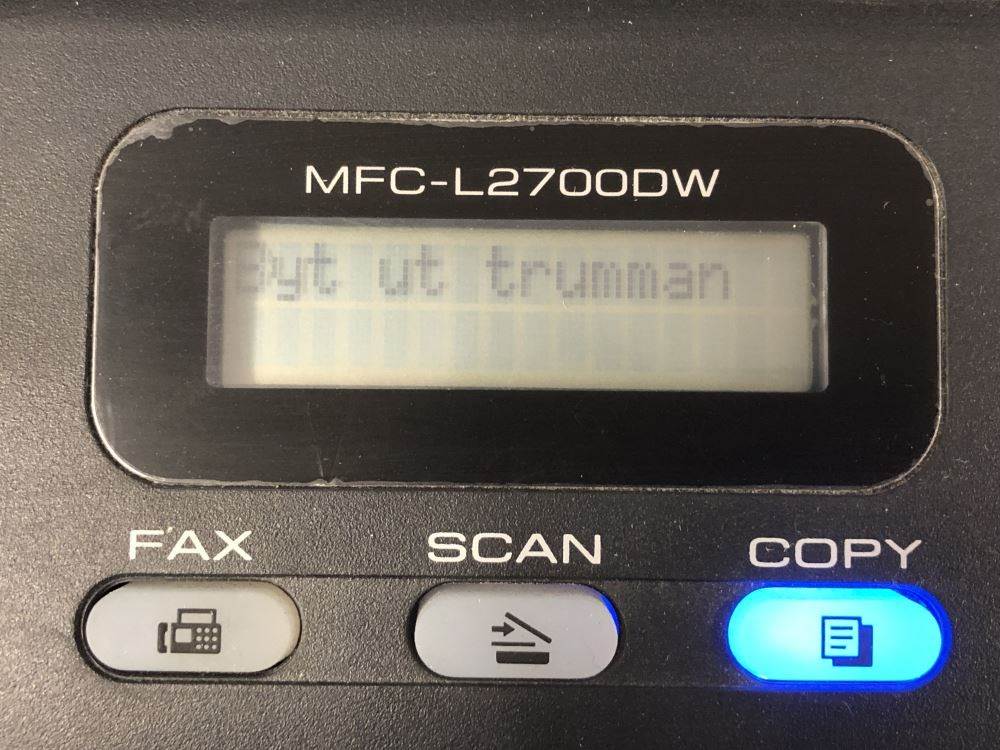 MFC-L2700DW
Byt ut trumman
FAX
SCAN
COPY